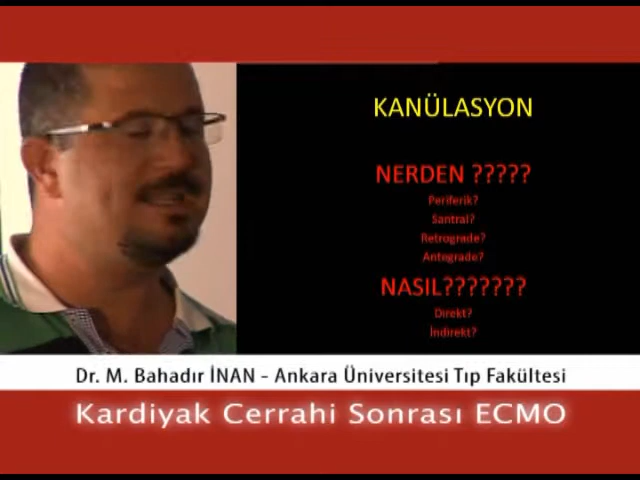 KANÜLASYON
NERDEN ?????
Periferik?
Santral?
Retrograde?
Antegrade?
NASIL???????
Direkt?
İndirekt?
Dr. M. Bahadır İNAN - Ankara Üniversitesi Tıp Fakültesi
Kardiyak Cerrahi Sonrası ECMO